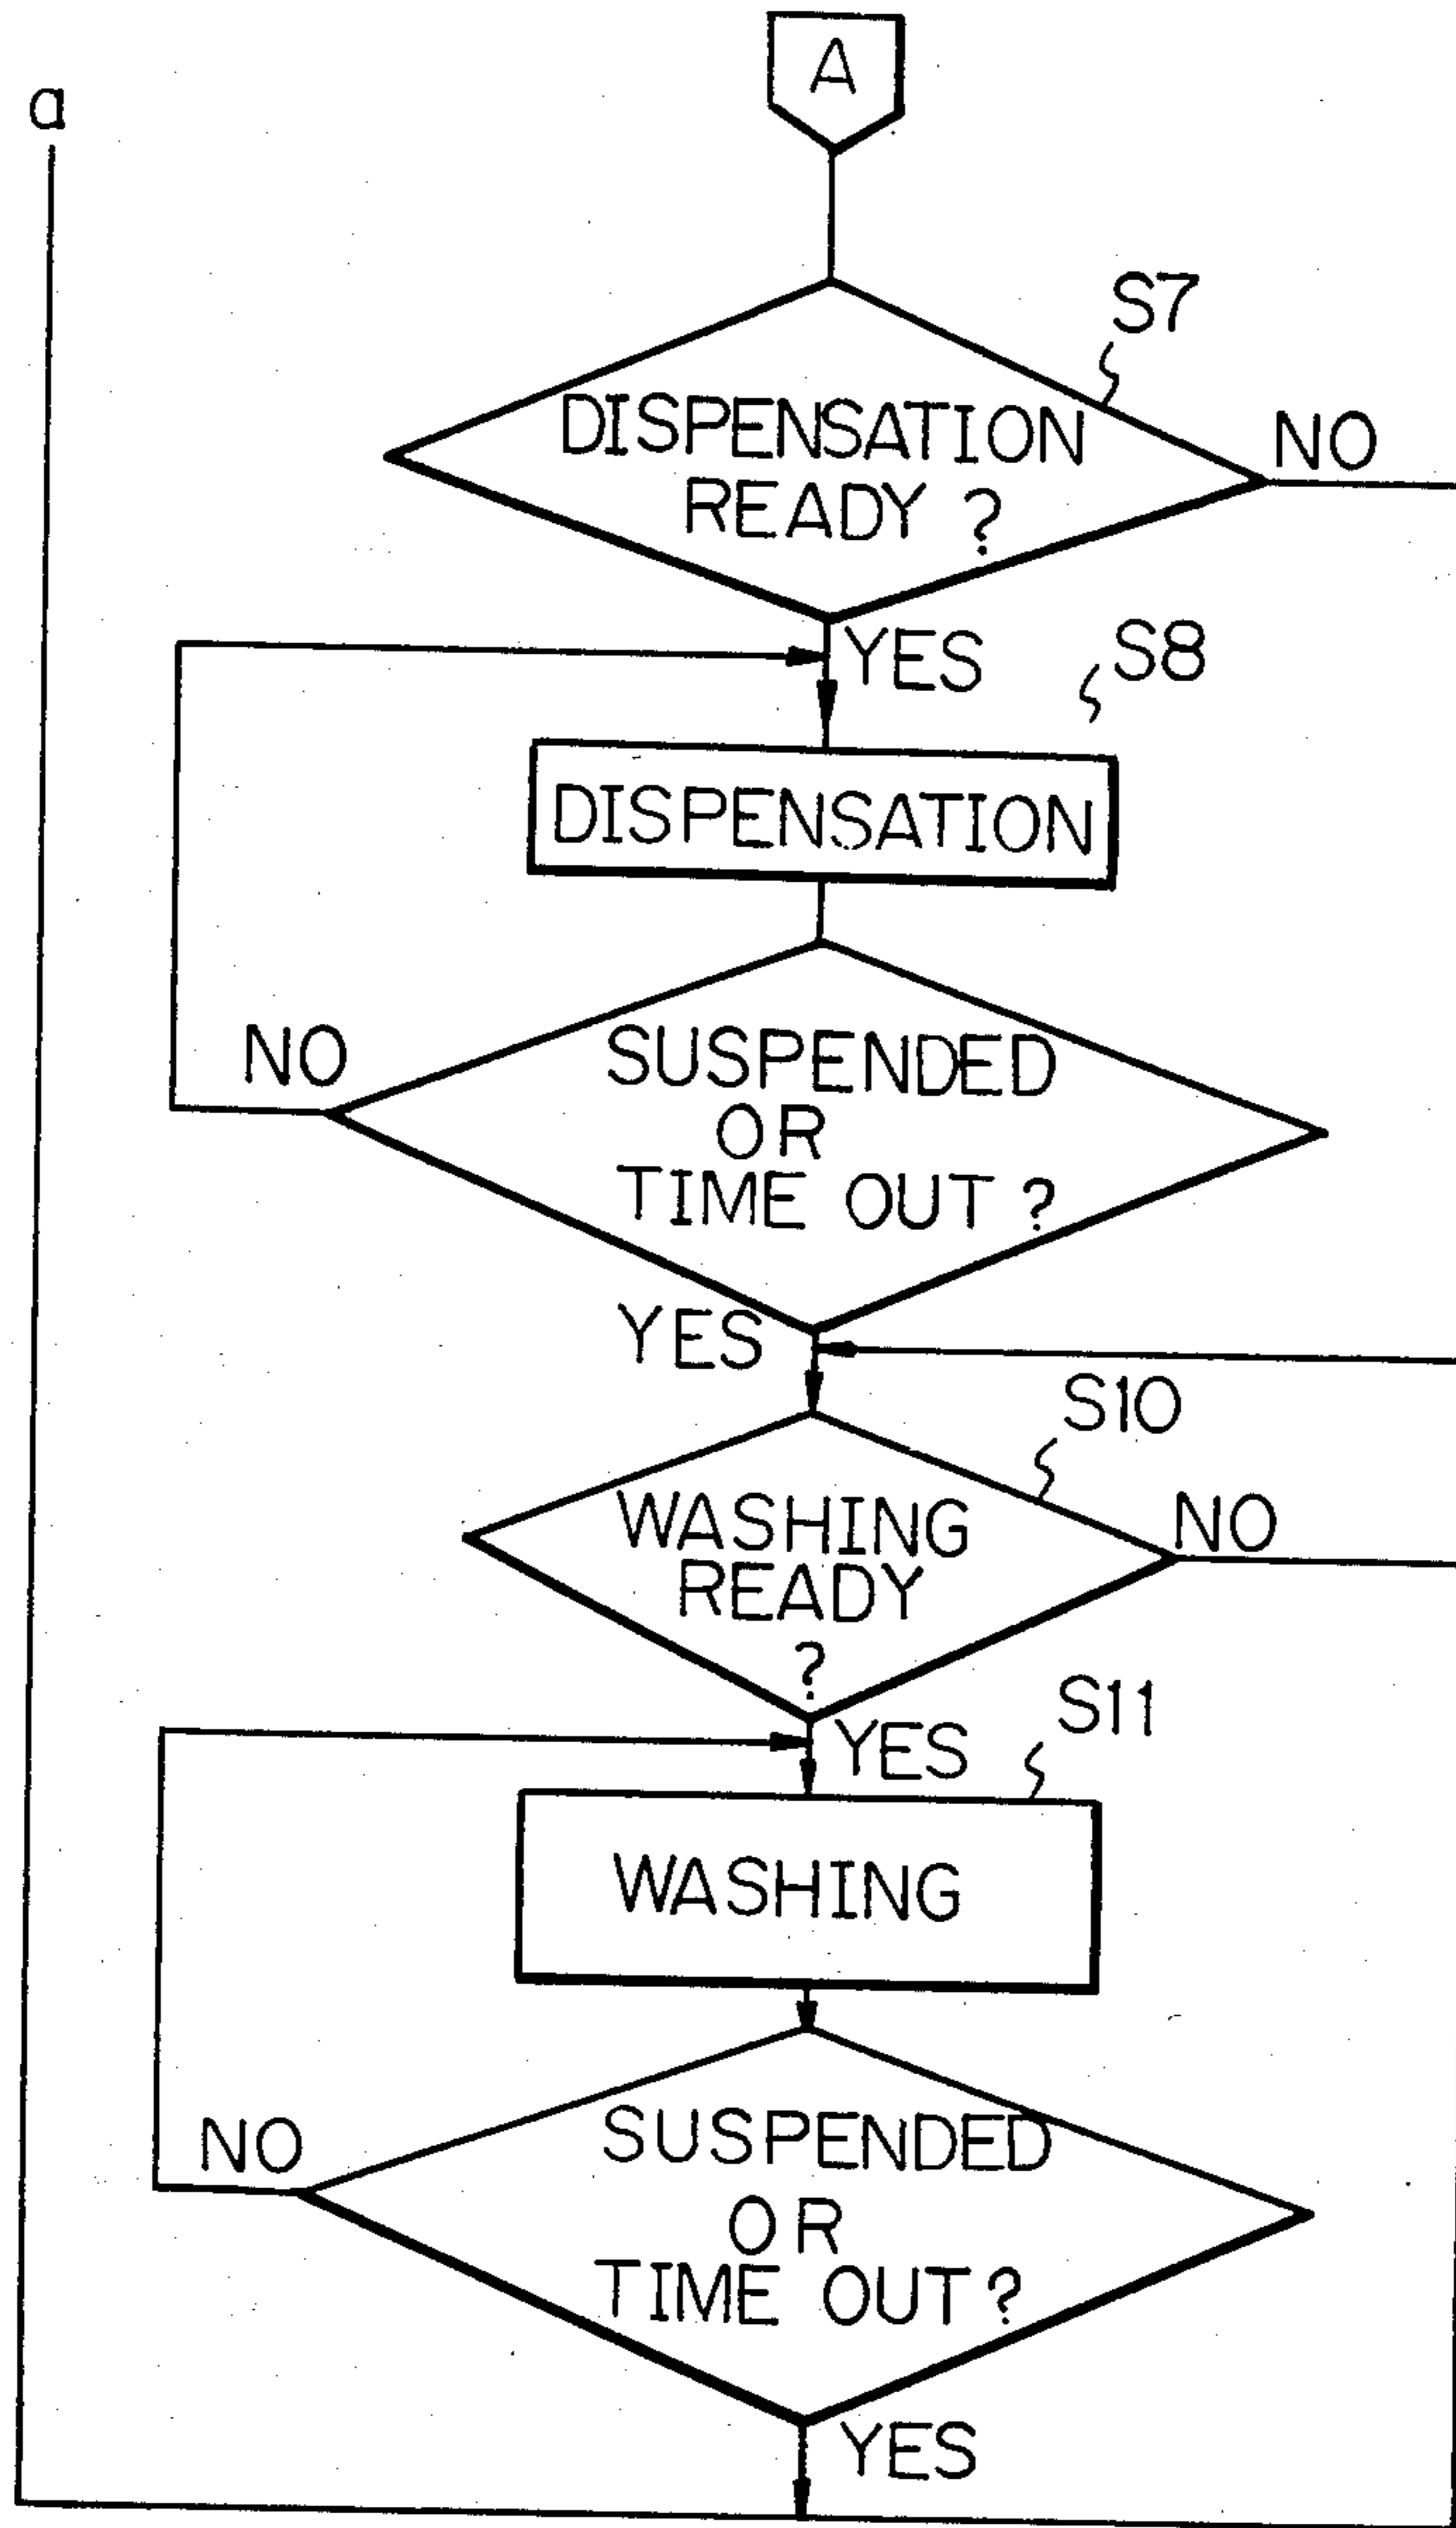 A
a
S7
DISPENSATION
READY ?
NO
YES
S8
DISPENSATION
NO
SUSPENDED
OR
TIME OUT ?
YES
S10
WASHING
READY
?
NO
YES
S11
WASHING
NO
SUSPENDED
OR
TIME OUT ?
YES